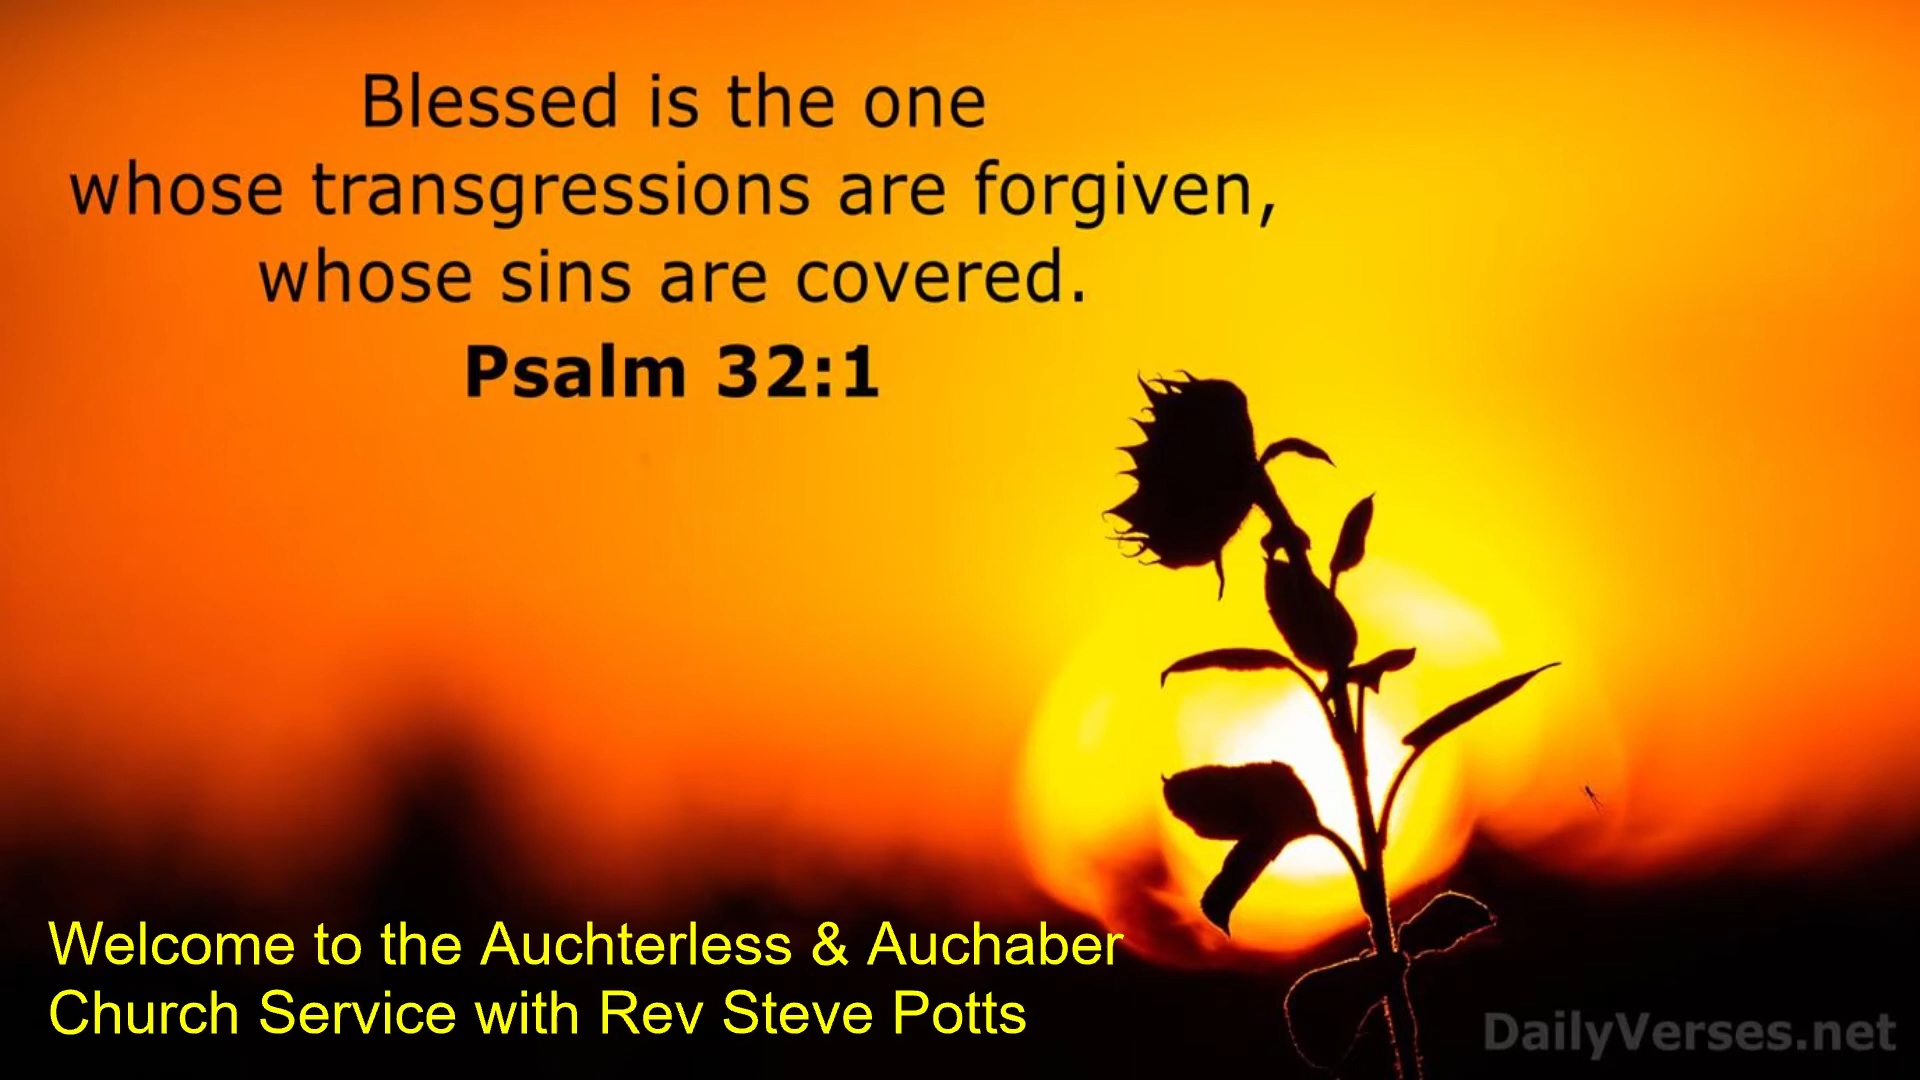 Blessed is the one
whose transgressions are forgiven,
whose sins are covered.
Psalm 32:1
Welcome to the Auchterless & Auchaber
Church Service with Rev Steve Potts
DailyVerses.net